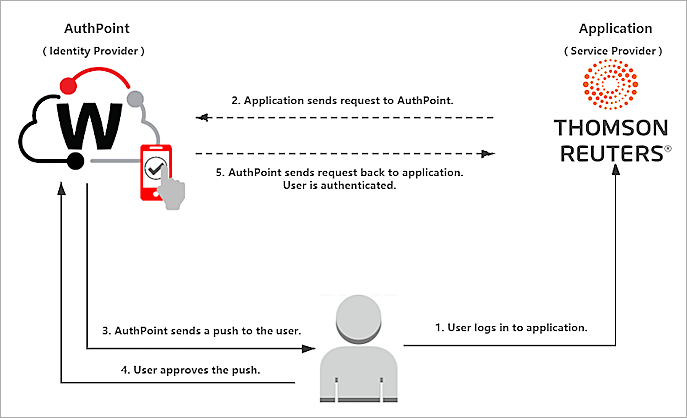 AuthPoint
( Identity Provider )
Application
( Service Provider )
W
THOMSON
REUTERS®
2. Application sends request to AuthPoint.
5. AuthPoint sends request back to application.
User is authenticated.
3. AuthPoint sends a push to the user.
1. User logs in to application.
4. User approves the push.